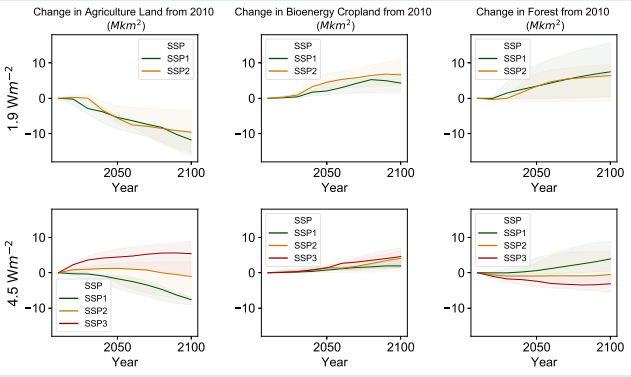 Change in Agriculture Land from 2010
(Mkm²)
Change in Bioenergy Cropland from 2010
(Mkm²)
Change in Forest from 2010
(Mkm²)
1.9 Wm⁻²
10
0
−10
SSP
SSP1
SSP2
2050
2100
Year
10
0
−10
SSP
SSP1
SSP2
2050
2100
Year
10
0
−10
SSP
SSP1
SSP2
2050
2100
Year
4.5 Wm⁻²
10
0
−10
SSP
SSP1
SSP2
SSP3
2050
2100
Year
10
0
−10
SSP
SSP1
SSP2
SSP3
2050
2100
Year
10
0
−10
SSP
SSP1
SSP2
SSP3
2050
2100
Year